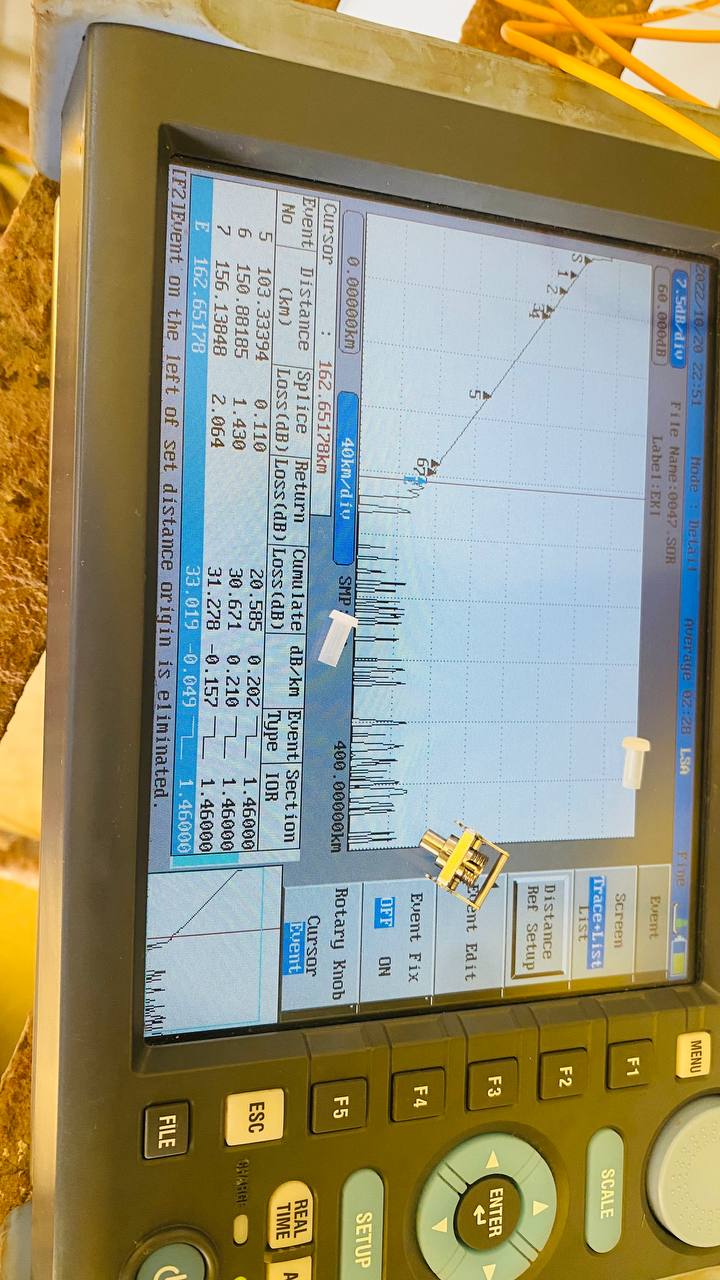 2022/10/20 22:51 Mode : Detail Average 02:28 LSA Fine
7.5dB/div
File Name:0047.SOR
60.000dB
Label:EKI
S 1 2 5 E
0.00000km
40km/div
SMP:
400.00000km
Cursor : 162.65178km
Event Distance Splice Return Cumulate dB/km Event Section
No (km) Loss(dB) Loss(dB) Loss(dB) Type IOR
5 103.33394 0.110 20.585 0.202 1.46000
6 150.88185 1.430 30.671 0.210 1.46000
7 156.13848 2.064 31.278 -0.157 1.46000
E 162.65178 33.019 -0.049 1.46000
[F2]Event on the left of set distance origin is eliminated.
Event
Screen
Trace+List
List
Distance
Ref Setup
Edit
Event Fix
OFF ON
Rotary Knob
Cursor
Event
MENU
F1
F2
F3
F4
F5
ESC
FILE
SCALE
ENTER
SETUP
REAL
TIME
CHARGE